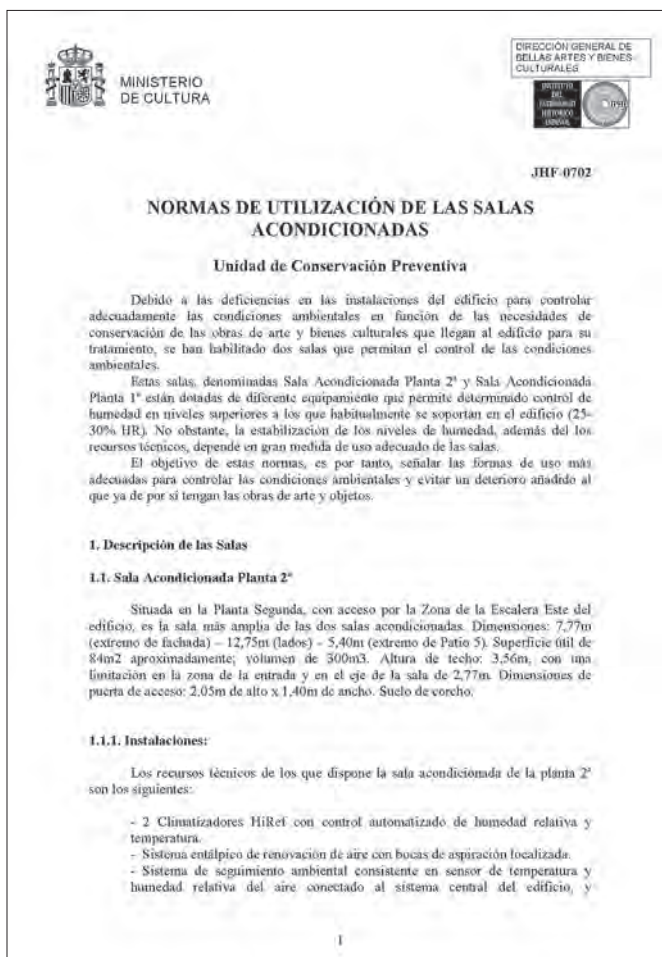 MINISTERIO
DE CULTURA
DIRECCIÓN GENERAL DE
BELLAS ARTES Y BIENES
CULTURALES
INSTITUTO
DEL
PATRIMONIO
HISTÓRICO
ESPAÑOL
JHF-0702
NORMAS DE UTILIZACIÓN DE LAS SALAS
ACONDICIONADAS
Unidad de Conservación Preventiva
Debido a las deficiencias en las instalaciones del edificio para controlar
adecuadamente las condiciones ambientales en función de las necesidades de
conservación de las obras de arte y bienes culturales que llegan al edificio para su
tratamiento, se han habilitado dos salas que permitan el control de las condiciones
ambientales.
Estas salas, denominadas Sala Acondicionada Planta 2ª y Sala Acondicionada
Planta 1ª están dotadas de diferente equipamiento que permite determinado control de
humedad en niveles superiores a los que habitualmente se soportan en el edificio (25-
30% HR). No obstante, la estabilización de los niveles de humedad, además del los
recursos técnicos, depende en gran medida de uso adecuado de las salas.
El objetivo de estas normas, es por tanto, señalar las formas de uso más
adecuadas para controlar las condiciones ambientales y evitar un deterioro añadido al
que ya de por sí tengan las obras de arte y objetos.
1. Descripción de las Salas
1.1. Sala Acondicionada Planta 2ª
Situada en la Planta Segunda, con acceso por la Zona de la Escalera Este del
edificio, es la sala más amplia de las dos salas acondicionadas. Dimensiones: 7,77m
(extremo de fachada) – 12,75m (lados) – 5,40m (extremo de Patio 5). Superficie útil de
84m2 aproximadamente; volumen de 300m3. Altura de techo: 3,56m, con una
limitación en la zona de la entrada y en el eje de la sala de 2,77m. Dimensiones de
puerta de acceso: 2,05m de alto x 1,40m de ancho. Suelo de corcho.
1.1.1. Instalaciones:
Los recursos técnicos de los que dispone la sala acondicionada de la planta 2ª
son los siguientes:
- 2 Climatizadores HiRef con control automatizado de humedad relativa y
temperatura.
- Sistema entálpico de renovación de aire con bocas de aspiración localizada.
- Sistema de seguimiento ambiental consistente en sensor de temperatura y
humedad relativa del aire conectado al sistema central del edificio, y
1